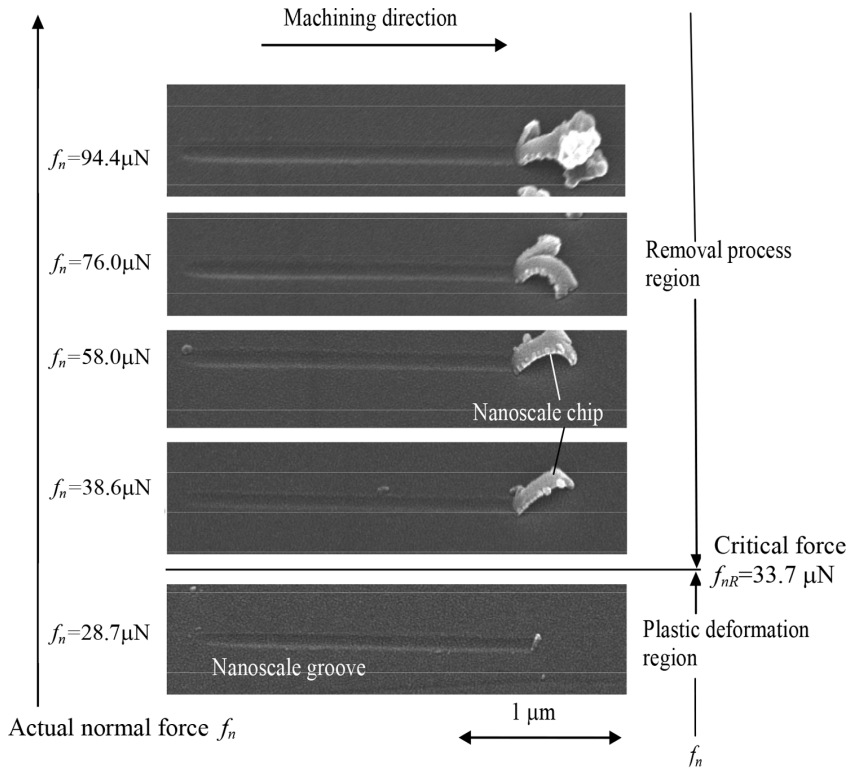 Machining direction
fn=94.4μN
fn=76.0μN
Removal process
region
fn=58.0μN
Nanoscale chip
fn=38.6μN
Critical force
fnR=33.7 μN
fn=28.7μN
Plastic deformation
region
Nanoscale groove
1 μm
Actual normal force fn
fn